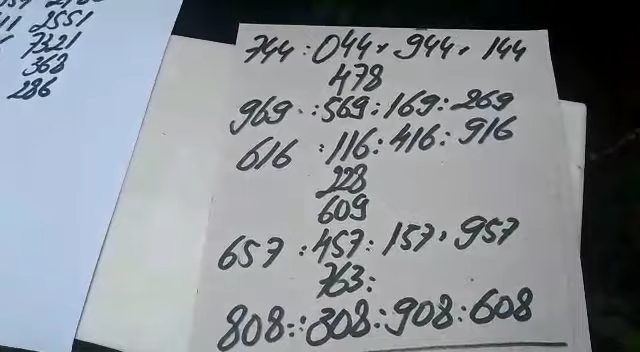 2551
7321
368
286
744 : 044, 944, 144
478
969 : 569 : 169 : 269
616 : 116 : 416 : 916
228
609
657 : 457 : 157, 957
763 :
808 :: 308 : 908 : 608